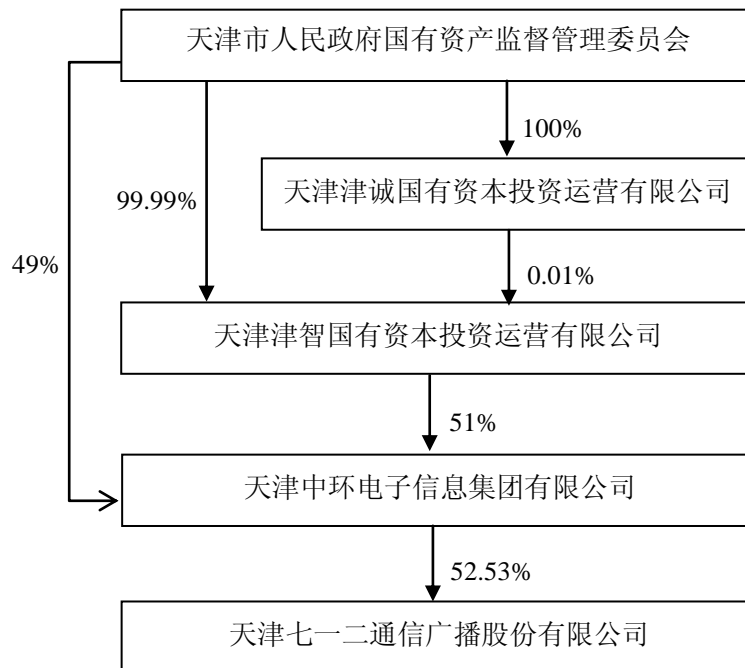 天津市人民政府国有资产监督管理委员会
100%
天津津诚国有资本投资运营有限公司
99.99%
49%
0.01%
天津津智国有资本投资运营有限公司
51%
天津中环电子信息集团有限公司
52.53%
天津七一二通信广播股份有限公司